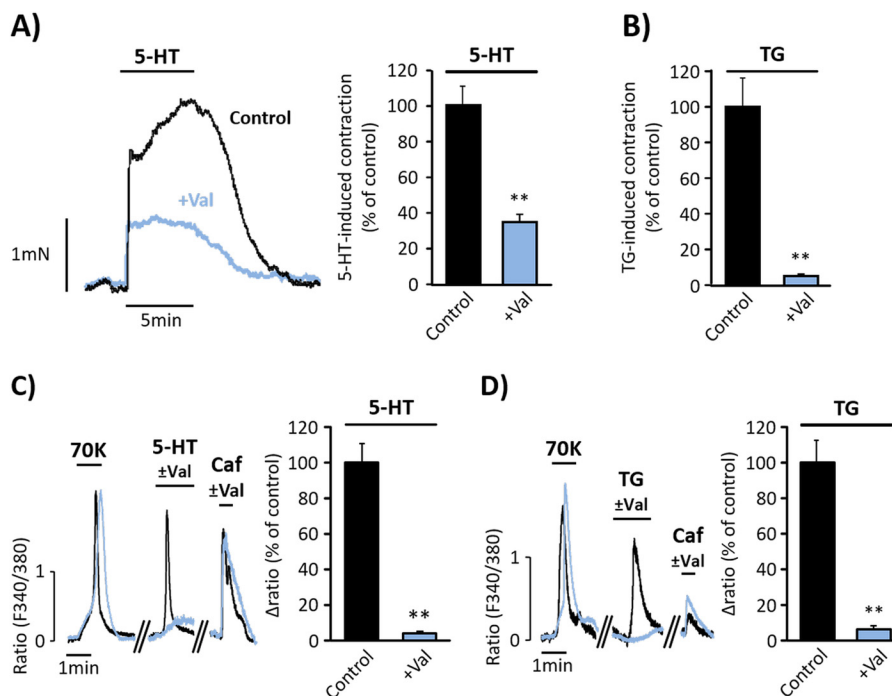 A)
5-HT
Control
+Val
1mN
5min
5-HT
5-HT-induced contraction
(% of control)
120
100
80
60
40
20
0
**
Control
+Val
B)
TG
TG-induced contraction
(% of control)
120
100
80
60
40
20
0
**
Control
+Val
C)
70K
5-HT
±Val
Caf
±Val
Ratio (F340/380)
1
0
1min
5-HT
Δratio (% of control)
120
100
80
60
40
20
0
**
Control
+Val
D)
70K
TG
±Val
Caf
±Val
Ratio (F340/380)
1
0
1min
TG
Δratio (% of control)
120
100
80
60
40
20
0
**
Control
+Val